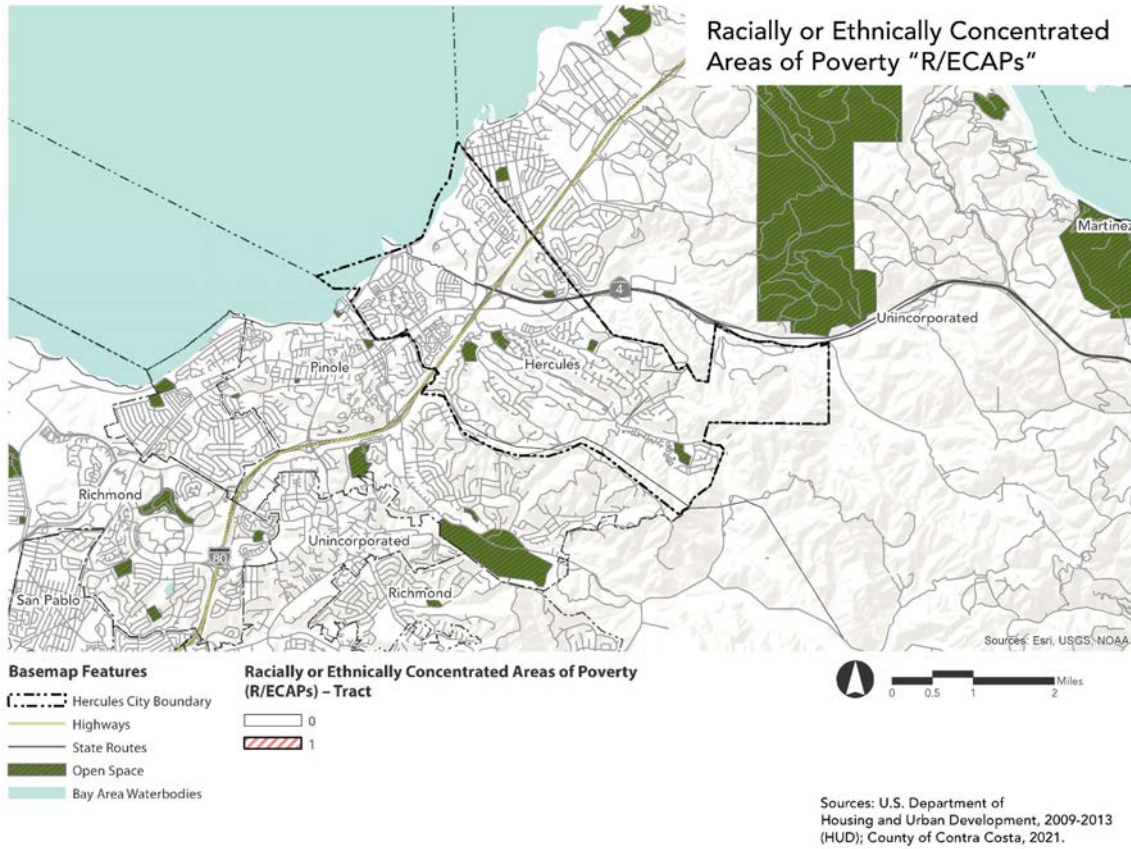 Racially or Ethnically Concentrated
Areas of Poverty “R/ECAPs”
Martinez
4
Unincorporated
Pinole
Hercules
Richmond
80
Unincorporated
San Pablo
Richmond
Sources: Esri, USGS, NOAA
Basemap Features
Hercules City Boundary
Highways
State Routes
Open Space
Bay Area Waterbodies
Racially or Ethnically Concentrated Areas of Poverty
(R/ECAPs) – Tract
0
1
0 0.5 1 2 Miles
Sources: U.S. Department of
Housing and Urban Development, 2009-2013
(HUD); County of Contra Costa, 2021.